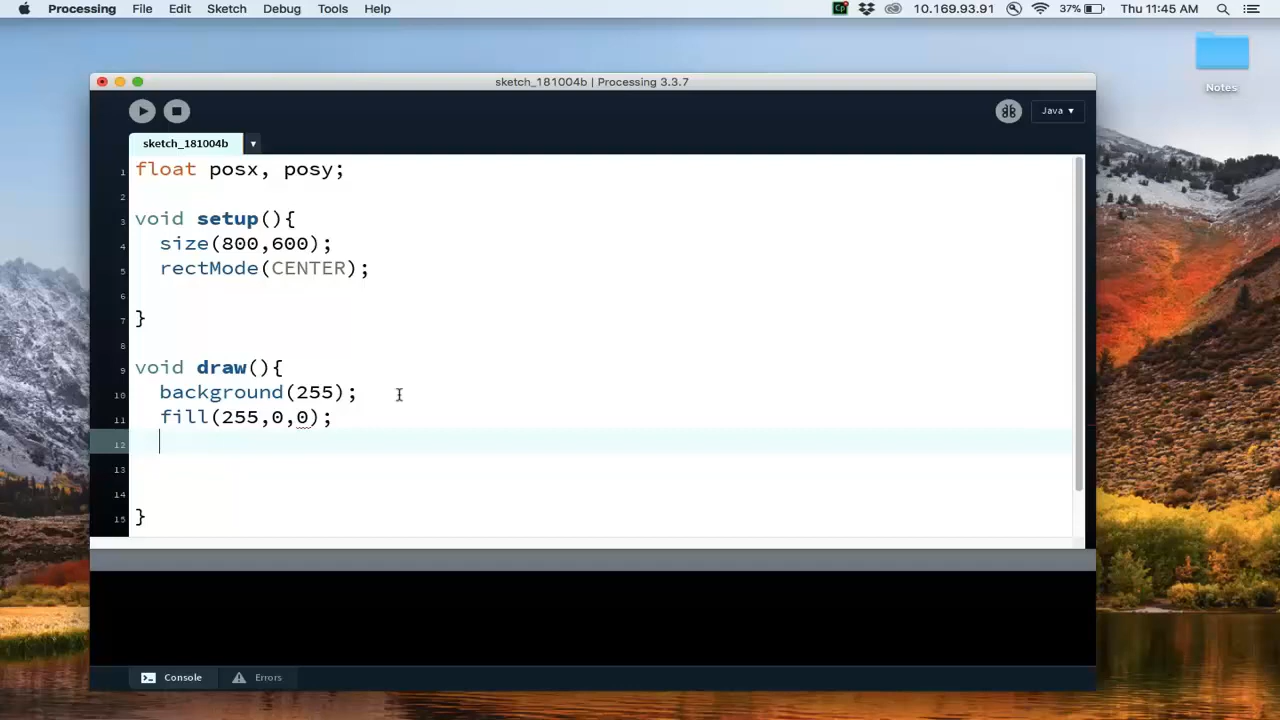 Processing File Edit Sketch Debug Tools Help 10.169.93.91 37% Thu 11:45 AM
Notes
sketch_181004b | Processing 3.3.7
Java ▾
sketch_181004b ▾
1 float posx, posy;
2
3 void setup(){
4 size(800,600);
5 rectMode(CENTER);
6
7 }
8
9 void draw(){
10 background(255);
11 fill(255,0,0);
12
13
14
15 }
Console Errors